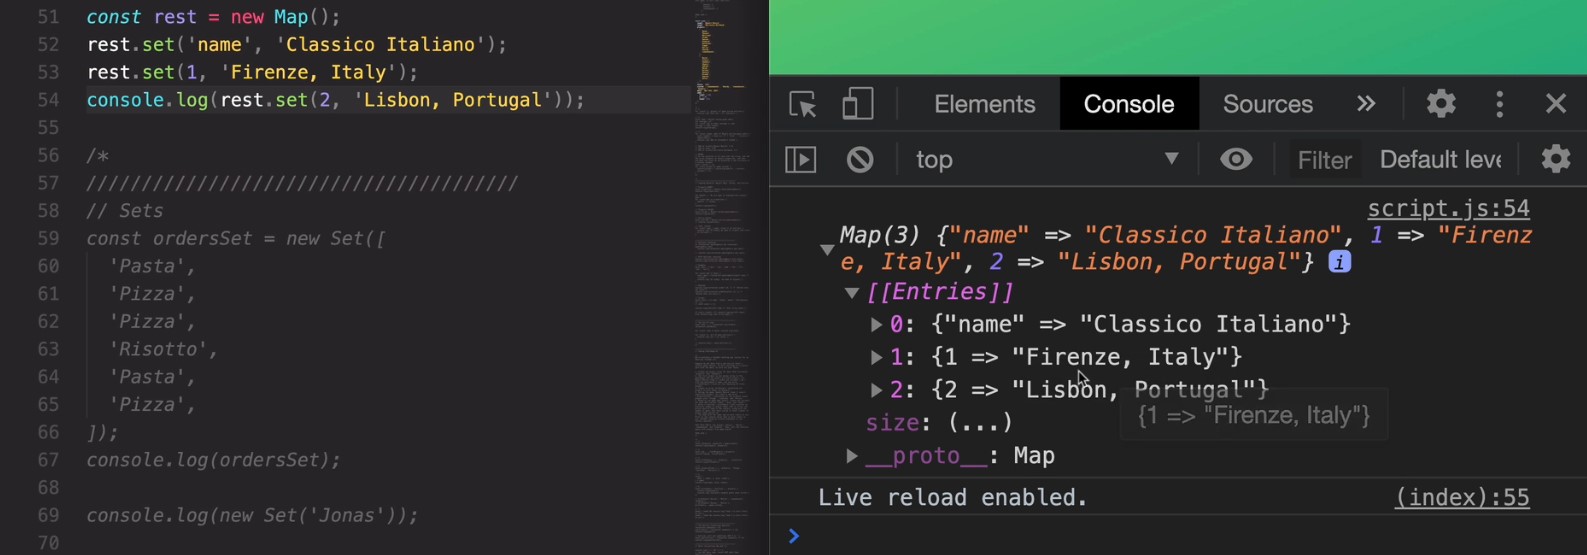 51 const rest = new Map();
52 rest.set('name', 'Classico Italiano');
53 rest.set(1, 'Firenze, Italy');
54 console.log(rest.set(2, 'Lisbon, Portugal'));
55
56 /*
57 ///////////////////////////////////////
58 // Sets
59 const ordersSet = new Set([
60 'Pasta',
61 'Pizza',
62 'Pizza',
63 'Risotto',
64 'Pasta',
65 'Pizza',
66 ]);
67 console.log(ordersSet);
68
69 console.log(new Set('Jonas'));
70
Elements Console Sources »
top Filter Default leve
script.js:54
Map(3) {"name" => "Classico Italiano", 1 => "Firenz
e, Italy", 2 => "Lisbon, Portugal"} i
[[Entries]]
0: {"name" => "Classico Italiano"}
1: {1 => "Firenze, Italy"}
2: {2 => "Lisbon, Portugal"}
{1 => "Firenze, Italy"}
size: (...)
__proto__: Map
Live reload enabled. (index):55
>